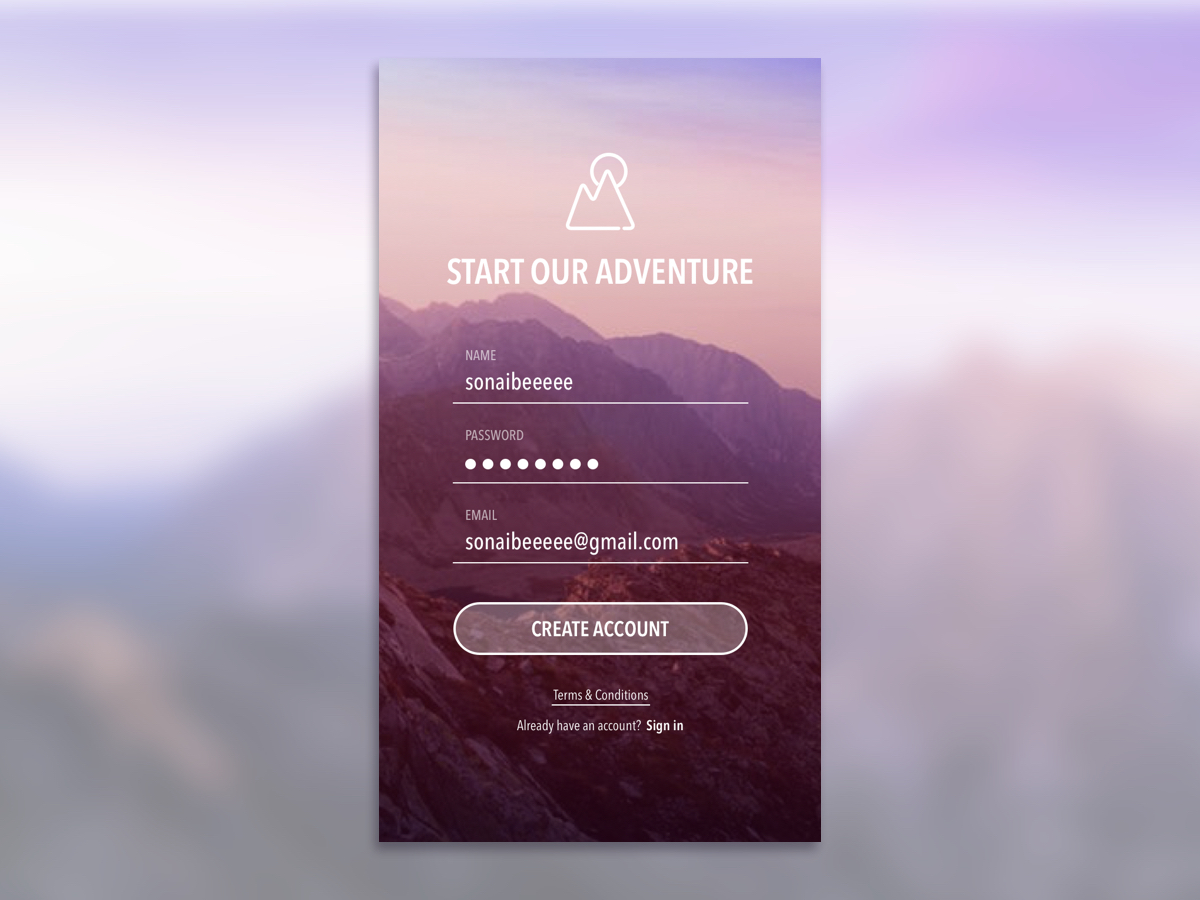 START OUR ADVENTURE
NAME
sonaibeeeee
PASSWORD
EMAIL
sonaibeeeee@gmail.com
CREATE ACCOUNT
Terms & Conditions
Already have an account? Sign in